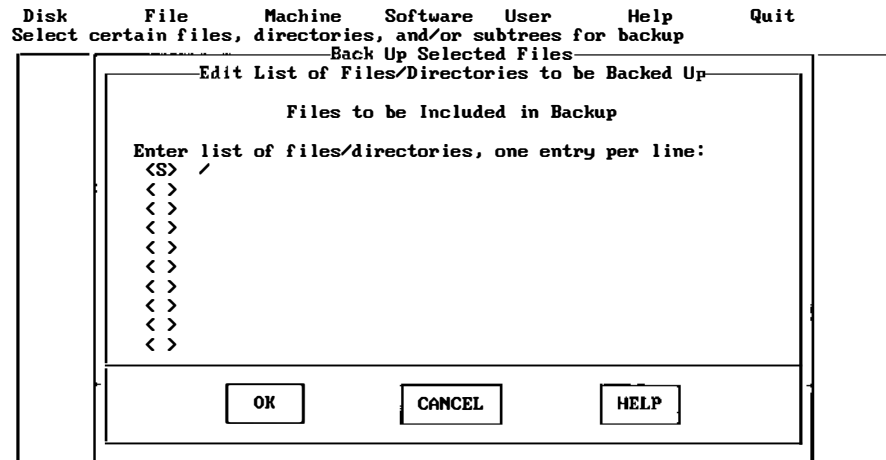 Disk File Machine Software User Help Quit
Select certain files, directories, and/or subtrees for backup
Back Up Selected Files
Edit List of Files/Directories to be Backed Up
Files to be Included in Backup
Enter list of files/directories, one entry per line:
<S> /
< >
< >
< >
< >
< >
< >
< >
< >
< >
OK CANCEL HELP